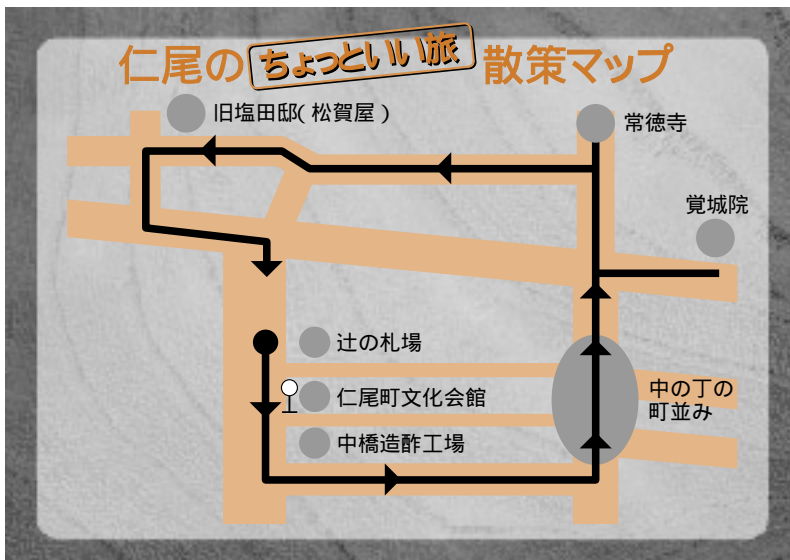 仁尾の ちょっといい旅 散策マップ
旧塩田邸(松賀屋)
常徳寺
覚城院
辻の札場
仁尾町文化会館
中橋造酢工場
中の丁の
町並み